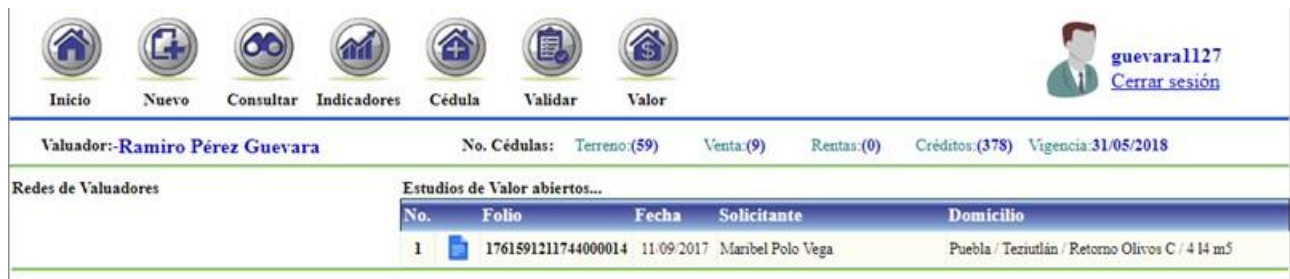 guevara1127
Cerrar sesión
Inicio Nuevo Consultar Indicadores Cédula Validar Valor
Valuador:-Ramiro Pérez Guevara No. Cédulas: Terreno:(59) Venta:(9) Rentas:(0) Créditos:(378) Vigencia:31/05/2018
Redes de Valuadores Estudios de Valor abiertos...
No. Folio Fecha Solicitante Domicilio
1 1761591211744000014 11/09/2017 Maribel Polo Vega Puebla / Teziutlán / Retorno Olivos C / 4 l4 m5